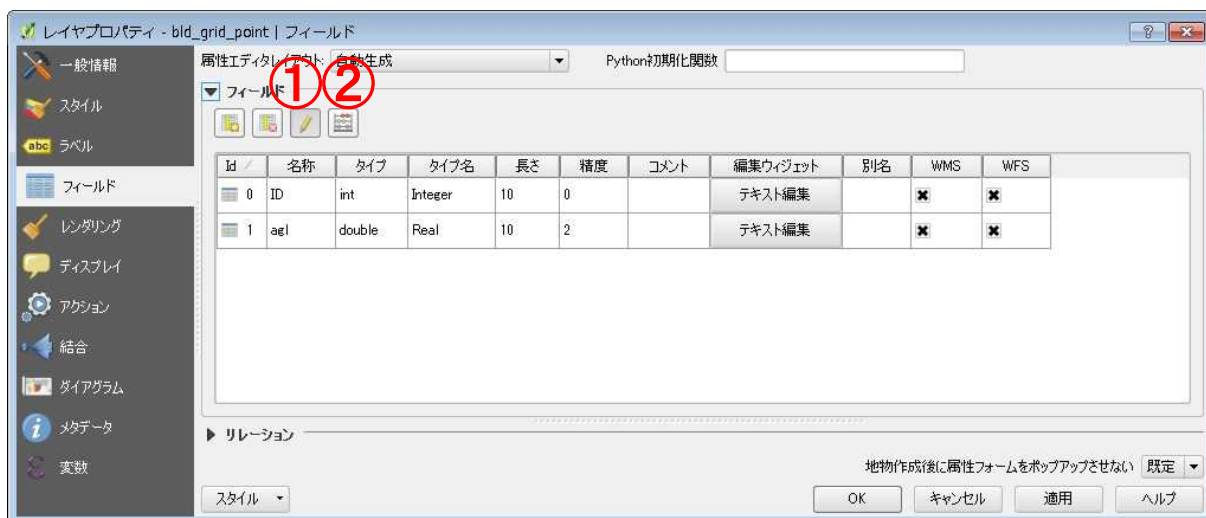 レイヤプロパティ - bld_grid_point | フィールド
一般情報
スタイル
abc ラベル
フィールド
レンダリング
ディスプレイ
アクション
結合
ダイアグラム
メタデータ
変数
属性エディタレイアウト: 自動生成 Python初期化関数
① ②
フィールド
Id 名称 タイプ タイプ名 長さ 精度 コメント 編集ウィジェット 別名 WMS WFS
0 ID int Integer 10 0 テキスト編集
1 agl double Real 10 2 テキスト編集
リレーション
地物作成後に属性フォームをポップアップさせない 既定
スタイル OK キャンセル 適用 ヘルプ